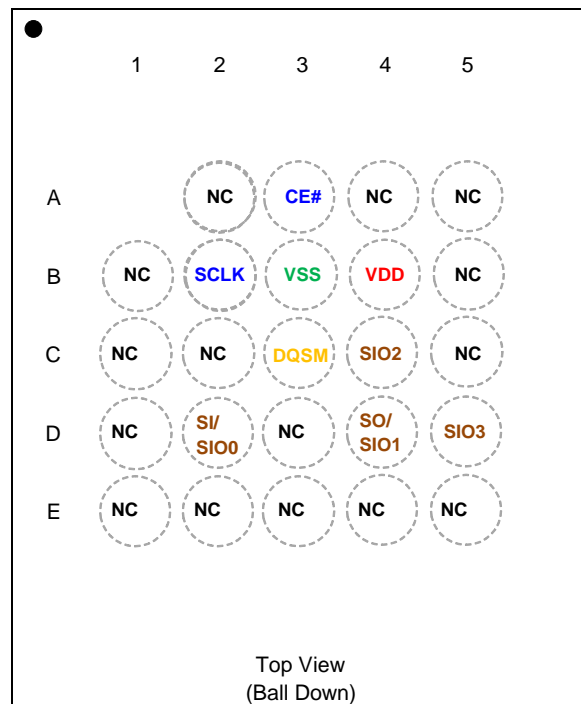 1 2 3 4 5
A NC CE# NC NC
B NC SCLK VSS VDD NC
C NC NC DQSM SIO2 NC
D NC SI/ SIO0 NC SO/ SIO1 SIO3
E NC NC NC NC NC
Top View
(Ball Down)